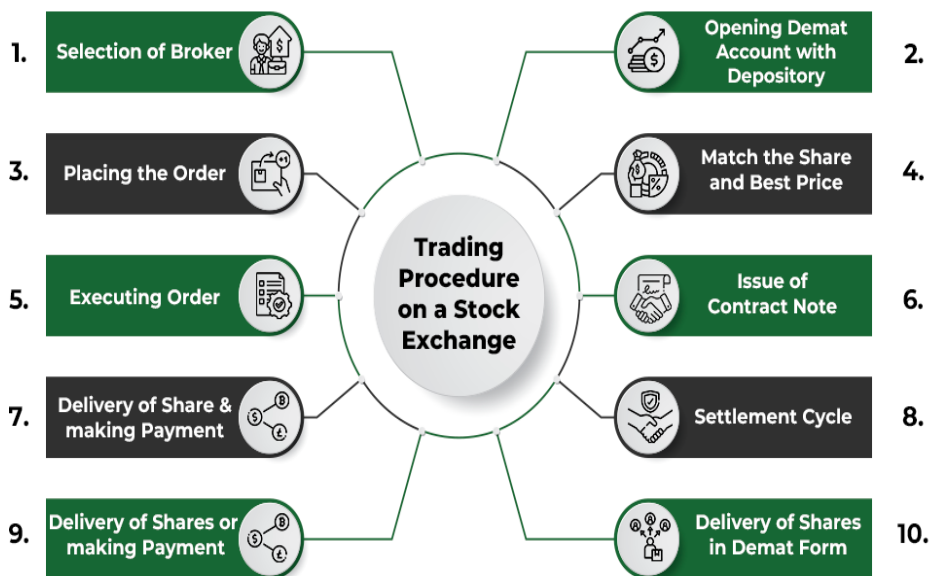 1.
Selection of Broker
Opening Demat
Account with
Depository
2.
3.
Placing the Order
Match the Share
and Best Price
4.
Trading
Procedure
on a Stock
Exchange
5.
Executing Order
Issue of
Contract Note
6.
7.
Delivery of Share &
making Payment
Settlement Cycle
8.
9.
Delivery of Shares or
making Payment
Delivery of Shares
in Demat Form
10.